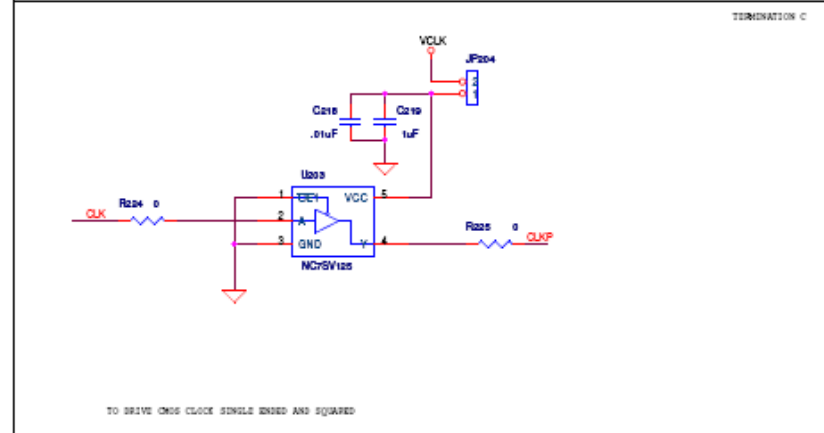 TERMINATION C
VCLK
JP204
2
1
C218
C219
.01uF
1uF
U203
1
OE1
VCC
5
R224 0
CLK
2
A
R225 0
3
GND
Y
4
CLKP
NC7SV125
TO DRIVE CMOS CLOCK SINGLE ENDED AND SQUARED